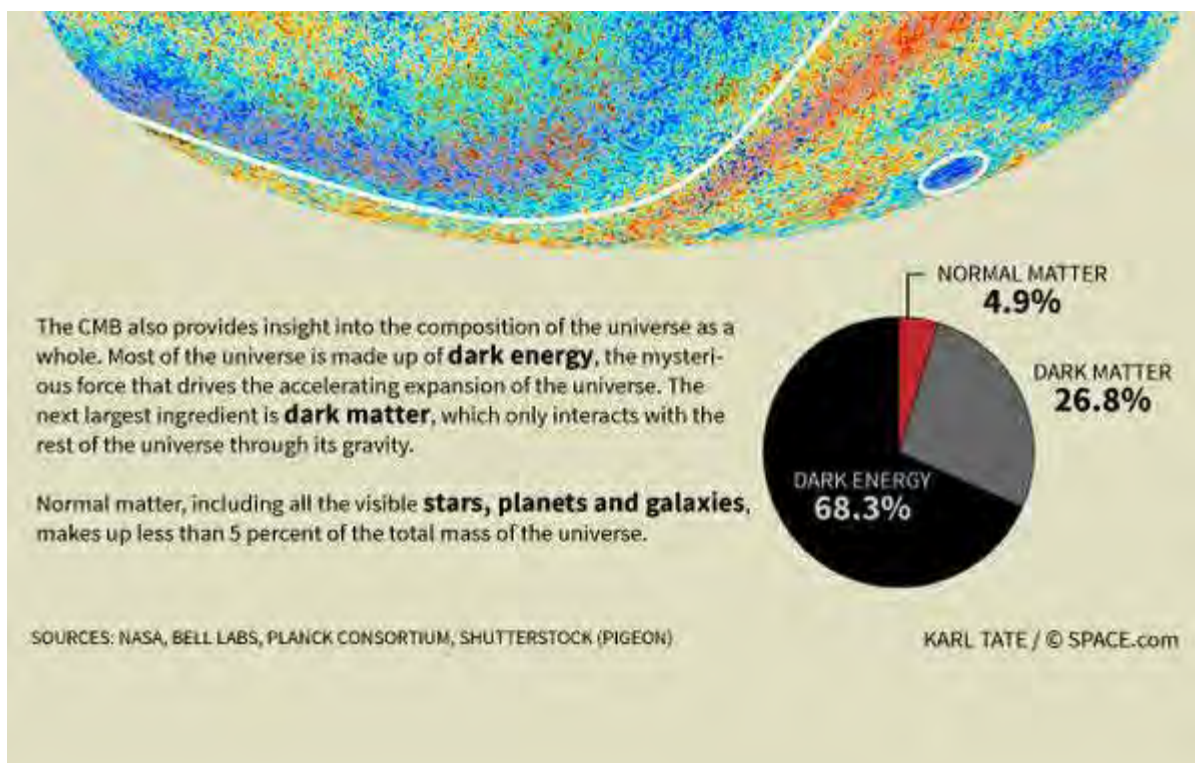 NORMAL MATTER
4.9%
The CMB also provides insight into the composition of the universe as a
whole. Most of the universe is made up of dark energy, the mysteri-
ous force that drives the accelerating expansion of the universe. The
next largest ingredient is dark matter, which only interacts with the
rest of the universe through its gravity.
Normal matter, including all the visible stars, planets and galaxies,
makes up less than 5 percent of the total mass of the universe.
DARK MATTER
26.8%
DARK ENERGY
68.3%
SOURCES: NASA, BELL LABS, PLANCK CONSORTIUM, SHUTTERSTOCK (PIGEON)
KARL TATE / © SPACE.com